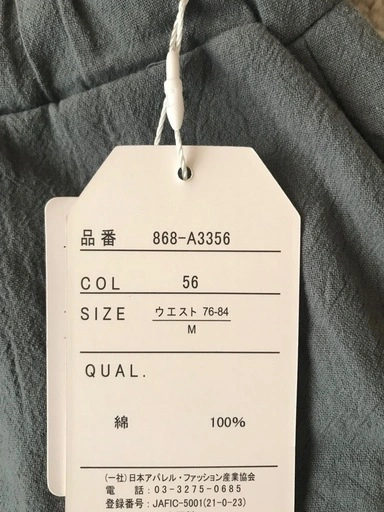 品番 868-A3356
COL 56
SIZE ウエスト 76-84
M
QUAL.
綿 100%
(一社)日本アパレル・ファッション産業協会
電話:03-3275-0685
登録番号:JAFIC-5001(21-0-23)